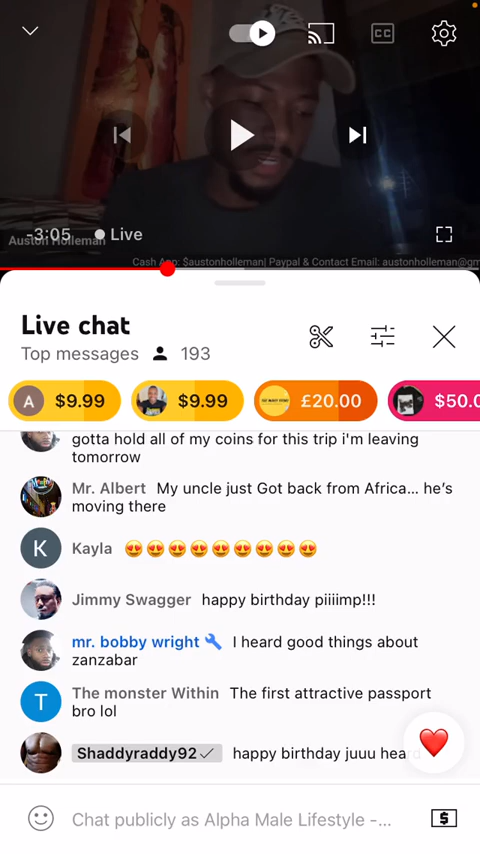 CC
-3:05 Live
Auston Holleman
Cash App: $austonholleman| Paypal & Contact Email: austonholleman@gm
Live chat
Top messages 193
A $9.99 $9.99 £20.00 $50.0
gotta hold all of my coins for this trip i'm leaving
tomorrow
Mr. Albert My uncle just Got back from Africa... he's
moving there
K Kayla 😍😍😍😍😍😍😍😍😍
Jimmy Swagger happy birthday piiiimp!!!
mr. bobby wright 🔧 I heard good things about
zanzabar
T The monster Within The first attractive passport
bro lol
Shaddyraddy92✓ happy birthday juuu heard
Chat publicly as Alpha Male Lifestyle -...
$